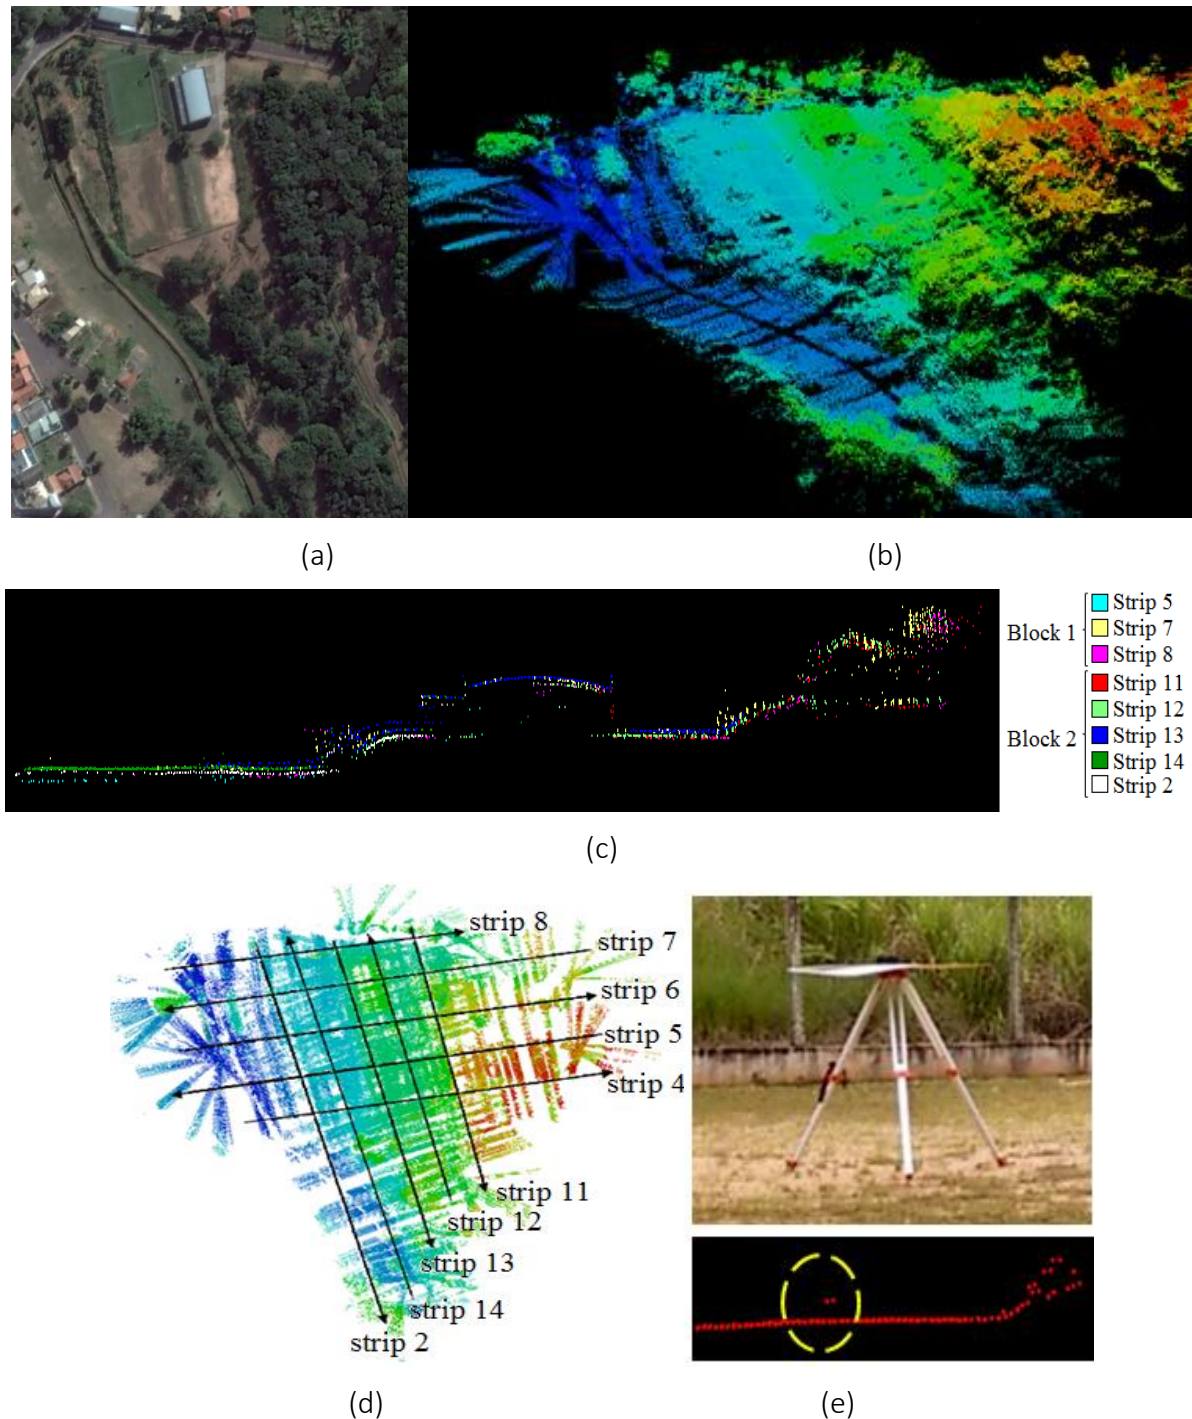 (a)
(b)
Block 1
Strip 5
Strip 7
Strip 8
Block 2
Strip 11
Strip 12
Strip 13
Strip 14
Strip 2
(c)
strip 8
strip 7
strip 6
strip 5
strip 4
strip 11
strip 12
strip 13
strip 14
strip 2
(d)
(e)